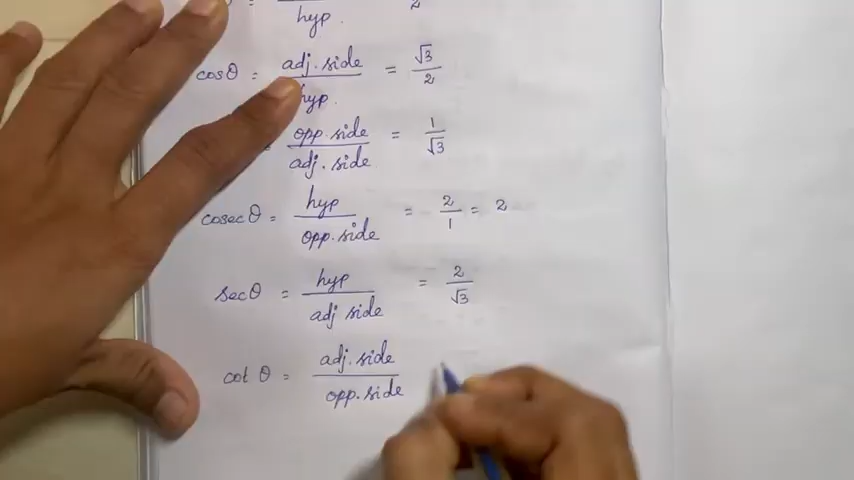 θ = hyp. 2
cosθ = adj. side / hyp. = √3 / 2
= opp. side / adj. side = 1 / √3
cosecθ = hyp / opp. side = 2 / 1 = 2
secθ = hyp / adj side = 2 / √3
cot θ = adj. side / opp. side